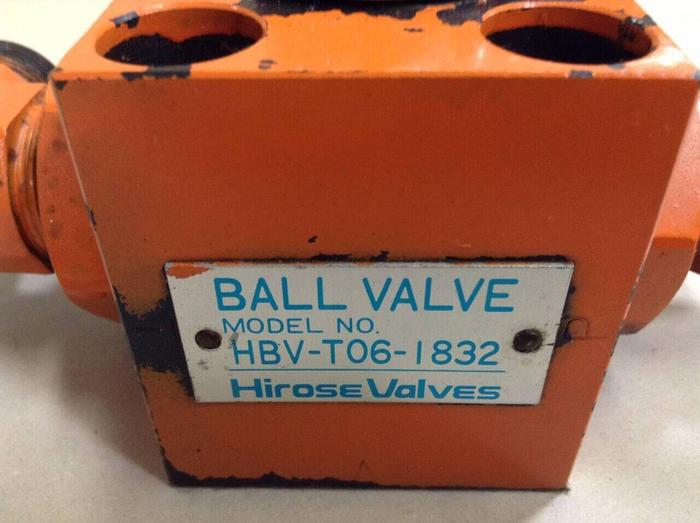 BALL VALVE
MODEL NO.
HBV-T06-1832
Hirose Valves